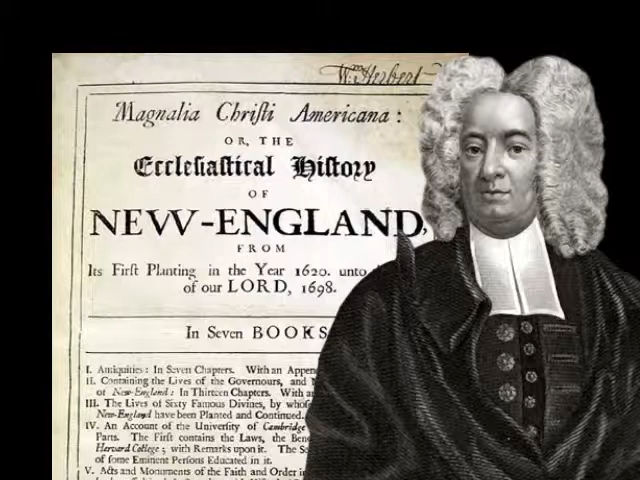 Wm Herbert
Magnalia Chriſti Americana:
OR, THE
Eccleſiaſtical Hiſtory
OF
NEVV-ENGLAND,
FROM
Its Firſt Planting in the Year 1620. unto
of our LORD, 1698.
In Seven BOOKS
I. Antiquities: In Seven Chapters. With an Appen
II. Containing the Lives of the Governours, and
of New-England: In Thirteen Chapters. With a
III. The Lives of Sixty Famous Divines, by whoſ
New-England have been Planted and Continued.
IV. An Account of the University of Cambridge
Parts. The Firſt contains the Laws, the Bene
Harvard College; with Remarks upon it. The Se
of ſome Eminent Perſons Educated in it.
V. Acts and Monuments of the Faith and Order in